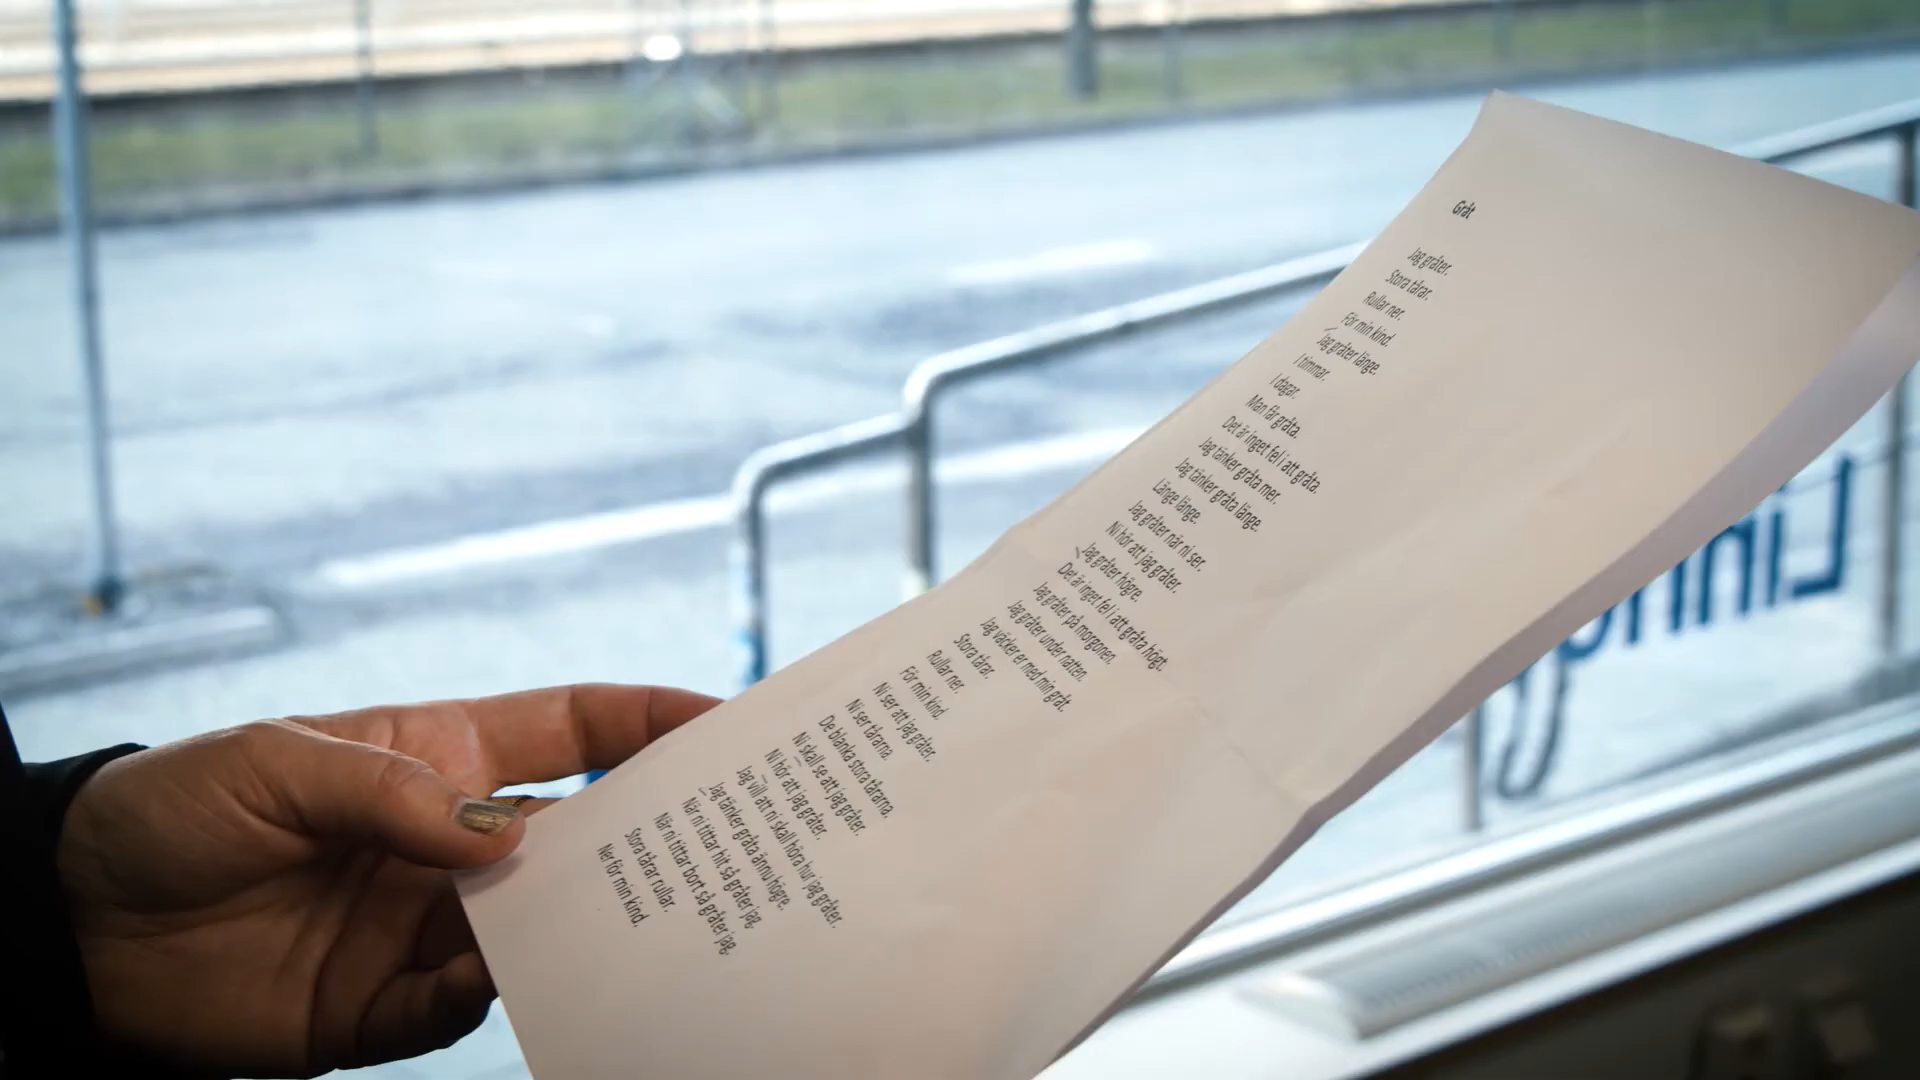 Gråt
Jag gråter.
Stora tårar.
Rullar ner.
För min kind.
Jag gråter länge.
I timmar.
I dagar.
Man får gråta.
Det är inget fel i att gråta.
Jag tänker gråta mer.
Jag tänker gråta länge.
Länge länge.
Jag gråter när ni ser.
Ni hör att jag gråter.
Jag gråter högre.
Det är inget fel i att gråta högt.
Jag gråter på morgonen.
Jag gråter under natten.
Jag väcker er med min gråt.
Stora tårar.
Rullar ner.
För min kind.
Ni ser att jag gråter.
Ni ser tårarna.
De blanka stora tårarna.
Ni skall se att jag gråter.
Ni hör att jag gråter.
Jag vill att ni skall höra hur jag gråter.
Jag tänker gråta ännu högre.
När ni tittar hit så gråter jag.
När ni tittar bort så gråter jag.
Stora tårar rullar.
Ner för min kind.